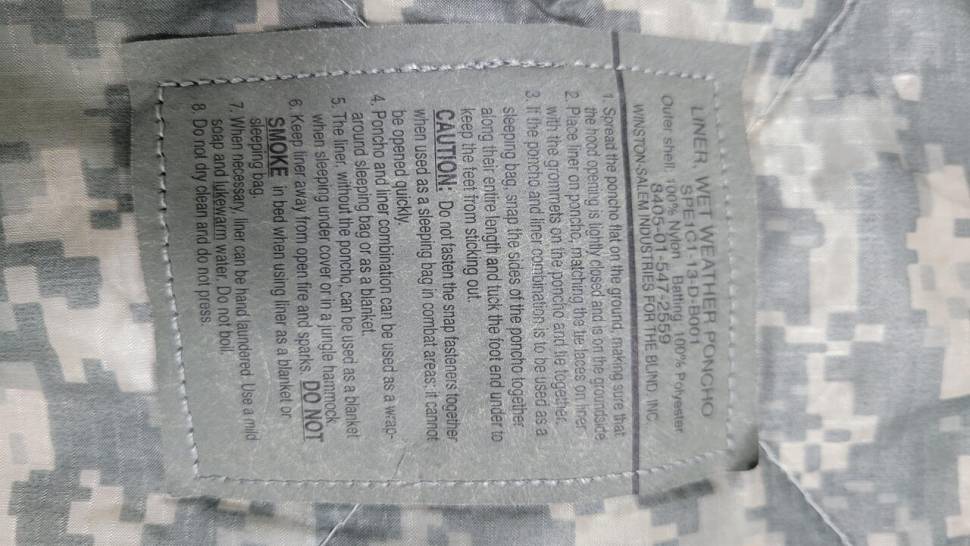 LINER, WET WEATHER PONCHO
SPE1C1-13-D-B001
8405-01-547-2559
Outer shell, 100% Nylon Batting 100% Polyester
WINSTON-SALEM INDUSTRIES FOR THE BLIND, INC.
1. Spread the poncho flat on the ground, making sure that
the hood opening is tightly closed and is on the groundside.
2. Place liner on poncho, matching the tie laces on liner
with the grommets on the poncho and tie together.
3. If the poncho and liner combination is to be used as a
sleeping bag, snap the sides of the poncho together
along their entire length and tuck the foot end under to
keep the feet from sticking out.
CAUTION: Do not fasten the snap fasteners together
when used as a sleeping bag in combat areas; it cannot
be opened quickly.
4. Poncho and liner combination can be used as a wrap-
around sleeping bag or as a blanket.
5. The liner, without the poncho, can be used as a blanket
when sleeping under cover or in a jungle hammock.
6. Keep liner away from open fire and sparks. DO NOT
SMOKE in bed when using liner as a blanket or
sleeping bag.
7. When necessary, liner can be hand laundered. Use a mild
soap and lukewarm water. Do not boil.
8 Do not dry clean and do not press.